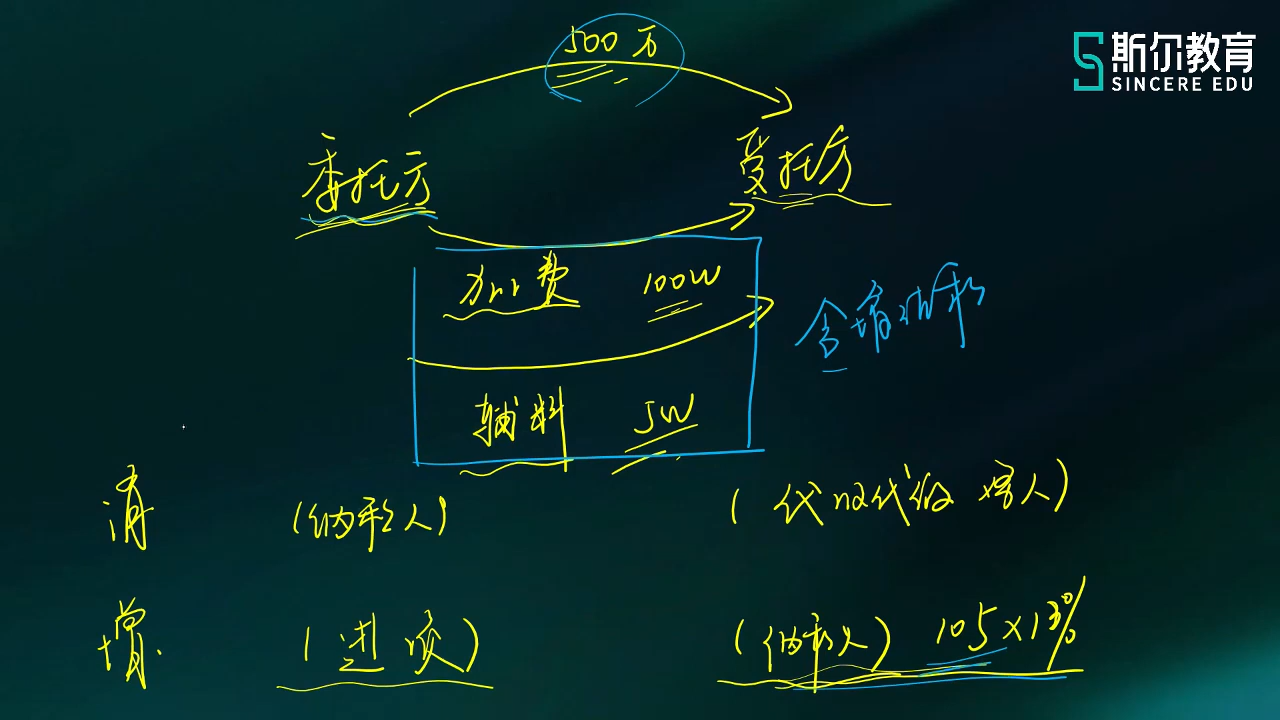 斯尔教育
SINCERE EDU
500万
委托方 受托方
加工费 100W
含增值税
辅料 5W
消 (纳税人) (代收代缴义务人)
增 (进项) (纳税人) 105×13%